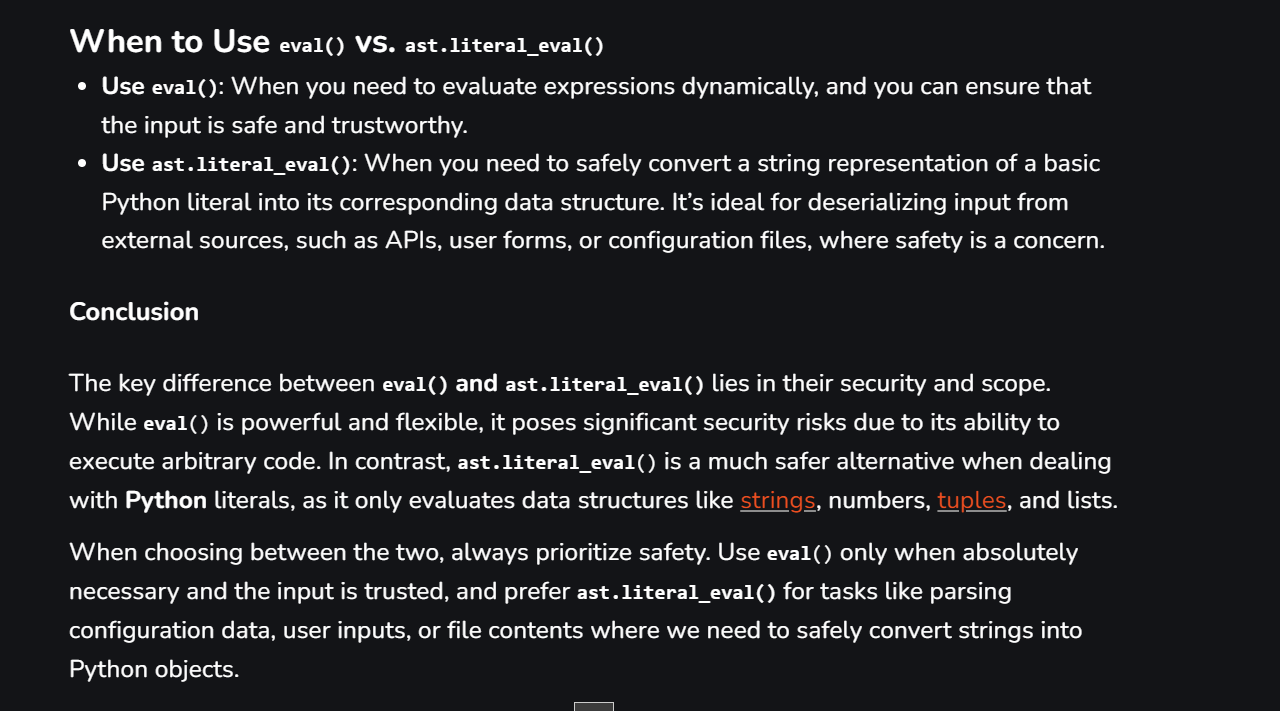 When to Use eval() vs. ast.literal_eval()
• Use eval(): When you need to evaluate expressions dynamically, and you can ensure that
the input is safe and trustworthy.
• Use ast.literal_eval(): When you need to safely convert a string representation of a basic
Python literal into its corresponding data structure. It’s ideal for deserializing input from
external sources, such as APIs, user forms, or configuration files, where safety is a concern.
Conclusion
The key difference between eval() and ast.literal_eval() lies in their security and scope.
While eval() is powerful and flexible, it poses significant security risks due to its ability to
execute arbitrary code. In contrast, ast.literal_eval() is a much safer alternative when dealing
with Python literals, as it only evaluates data structures like strings, numbers, tuples, and lists.
When choosing between the two, always prioritize safety. Use eval() only when absolutely
necessary and the input is trusted, and prefer ast.literal_eval() for tasks like parsing
configuration data, user inputs, or file contents where we need to safely convert strings into
Python objects.